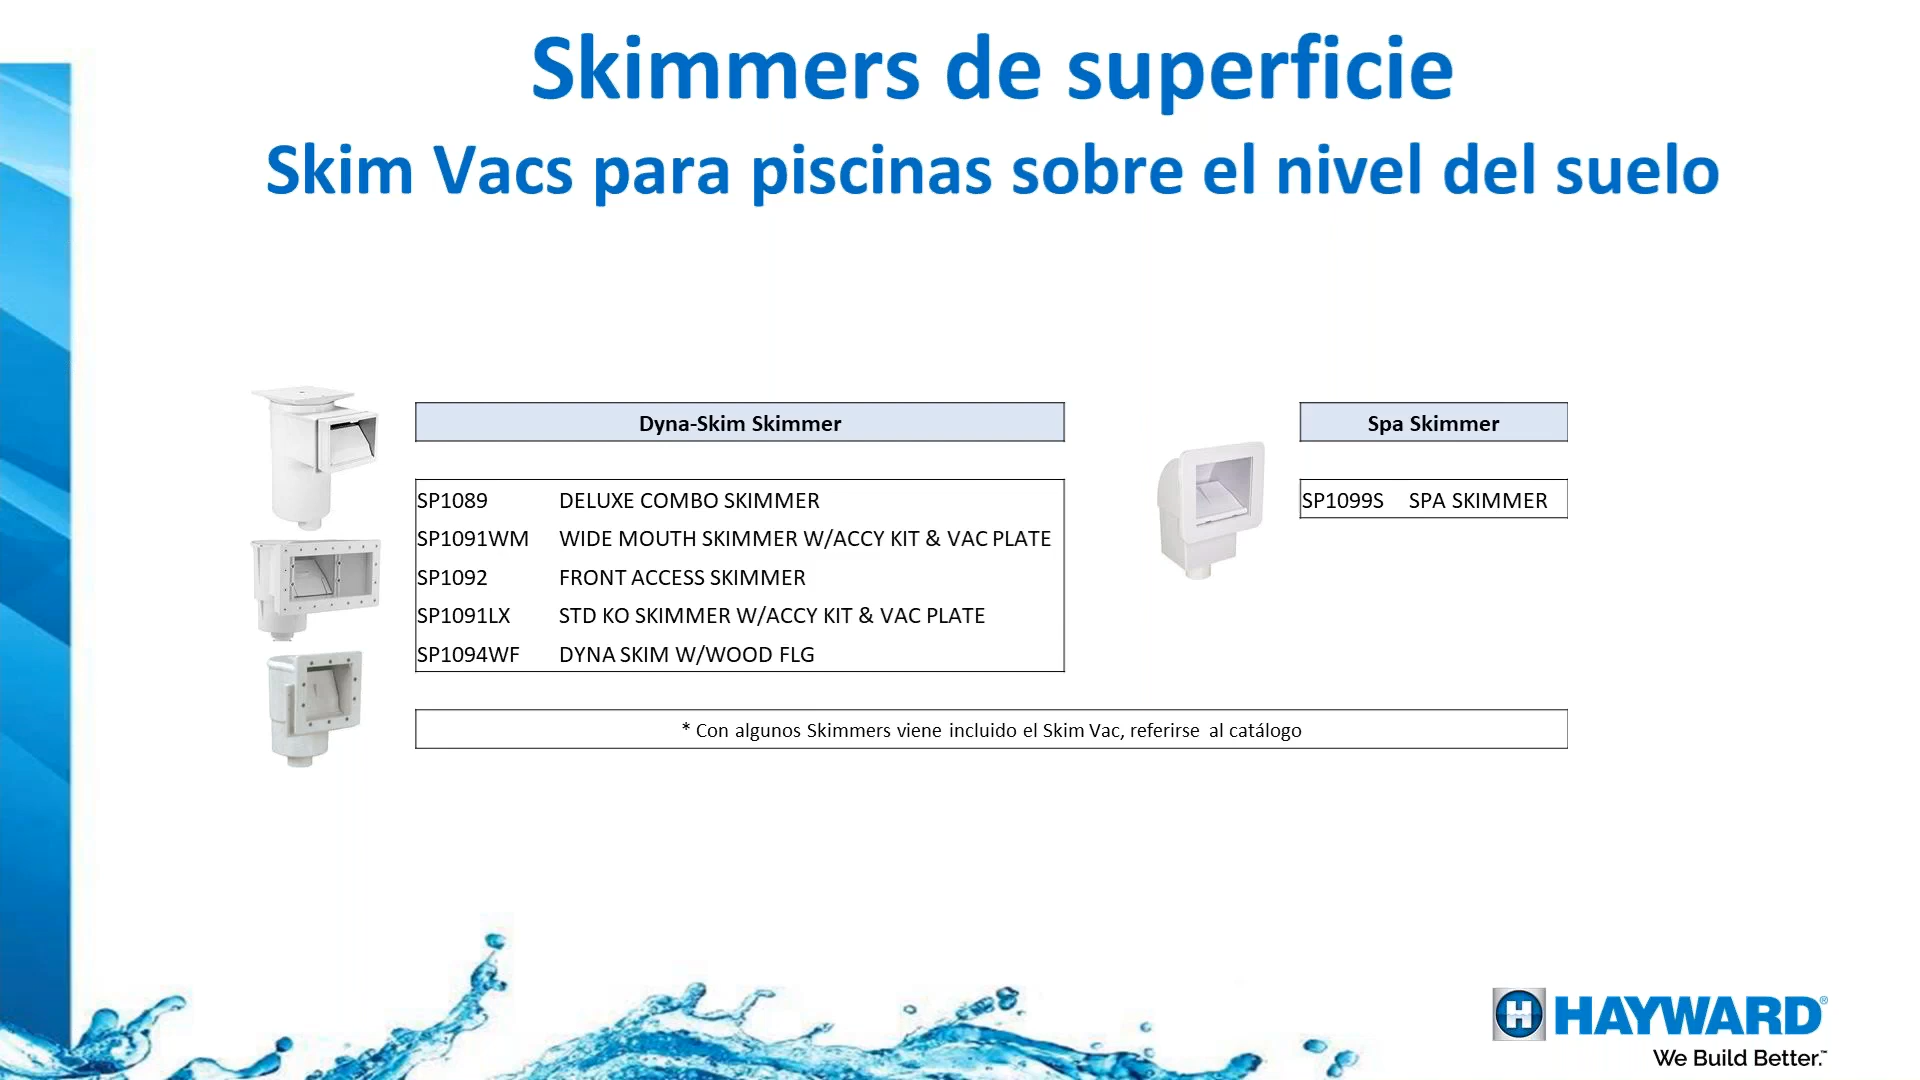 Skimmers de superficie
Skim Vacs para piscinas sobre el nivel del suelo
Dyna-Skim Skimmer
SP1089 DELUXE COMBO SKIMMER
SP1091WM WIDE MOUTH SKIMMER W/ACCY KIT & VAC PLATE
SP1092 FRONT ACCESS SKIMMER
SP1091LX STD KO SKIMMER W/ACCY KIT & VAC PLATE
SP1094WF DYNA SKIM W/WOOD FLG
Spa Skimmer
SP1099S SPA SKIMMER
* Con algunos Skimmers viene incluido el Skim Vac, referirse al catálogo
H HAYWARD®
We Build Better.™